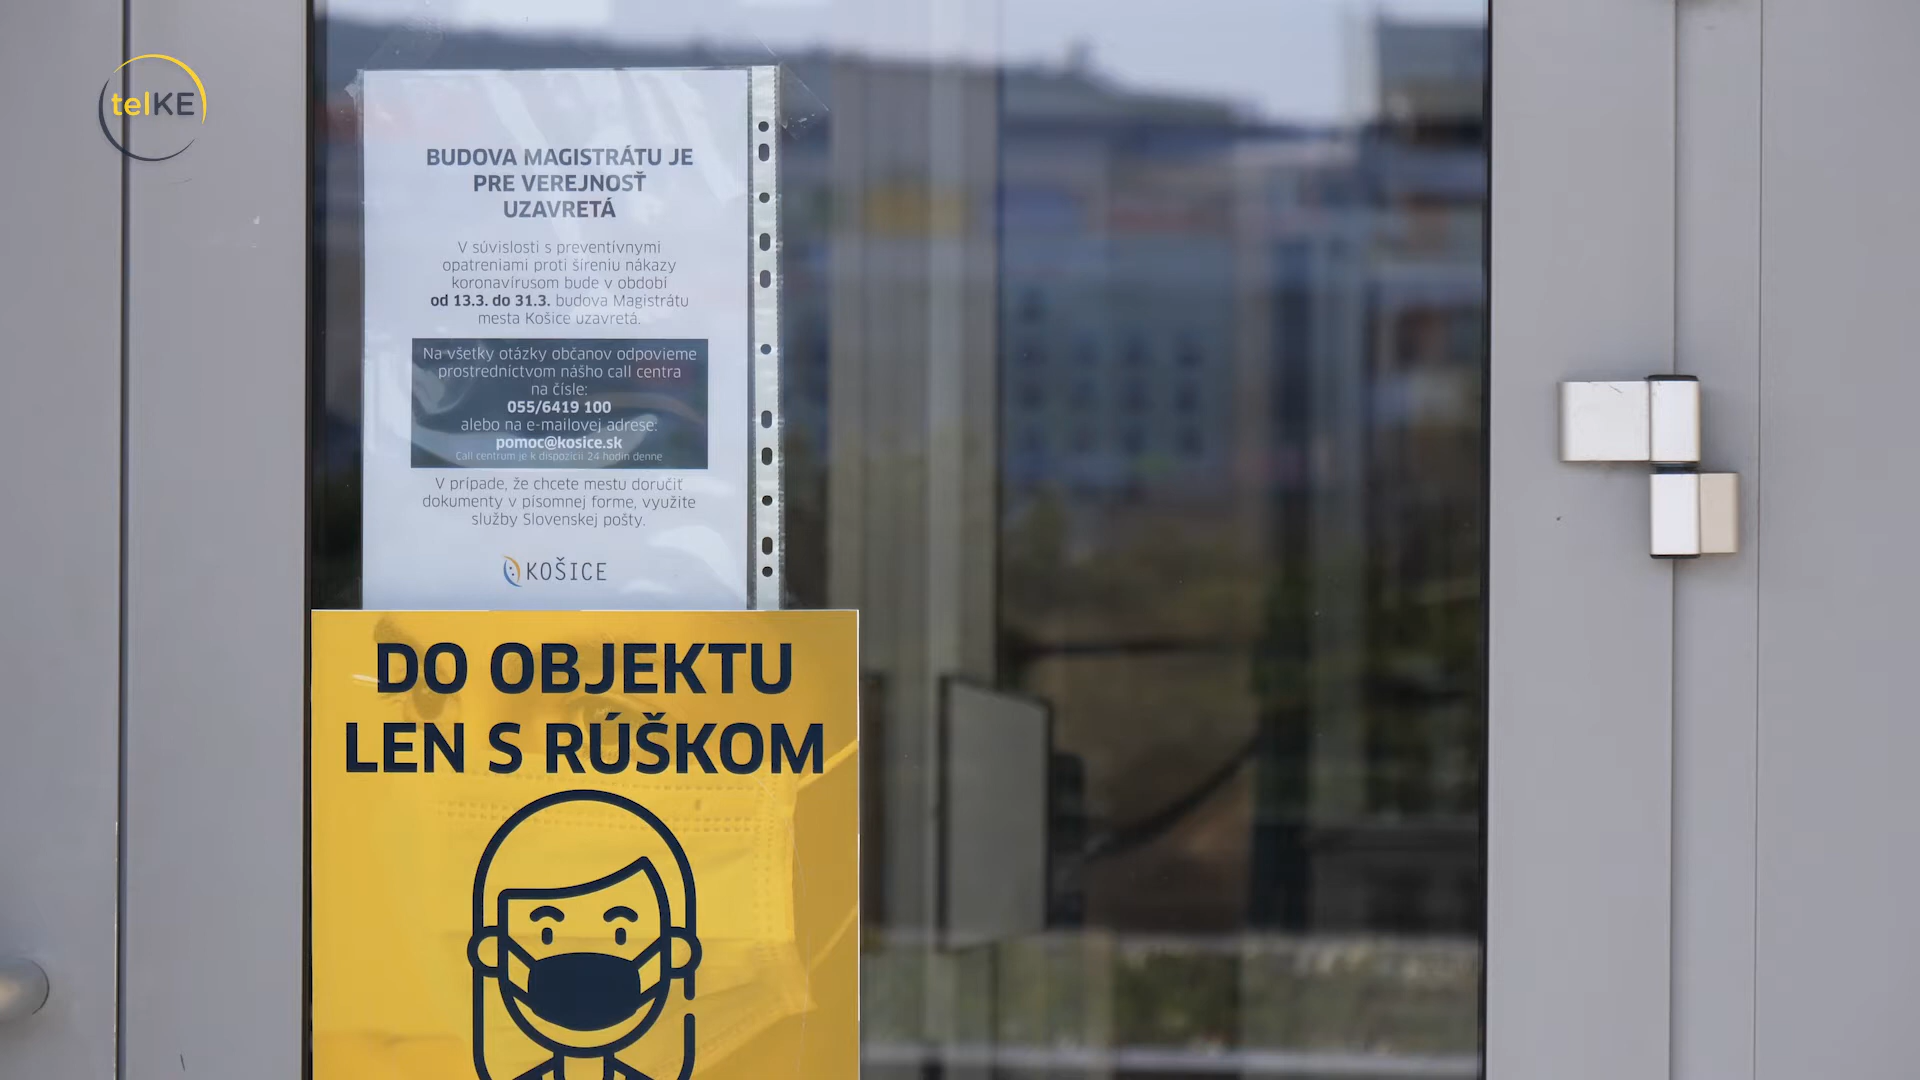 telKE
BUDOVA MAGISTRÁTU JE
PRE VEREJNOSŤ
UZAVRETÁ
V súvislosti s preventívnymi
opatreniami proti šíreniu nákazy
koronavírusom bude v období
od 13.3. do 31.3. budova Magistrátu
mesta Košice uzavretá.
Na všetky otázky občanov odpovieme
prostredníctvom nášho call centra
na čísle:
055/6419 100
alebo na e-mailovej adrese:
pomoc@kosice.sk
Call centrum je k dispozícii 24 hodín denne
V prípade, že chcete mestu doručiť
dokumenty v písomnej forme, využite
služby Slovenskej pošty.
KOŠICE
DO OBJEKTU
LEN S RÚŠKOM